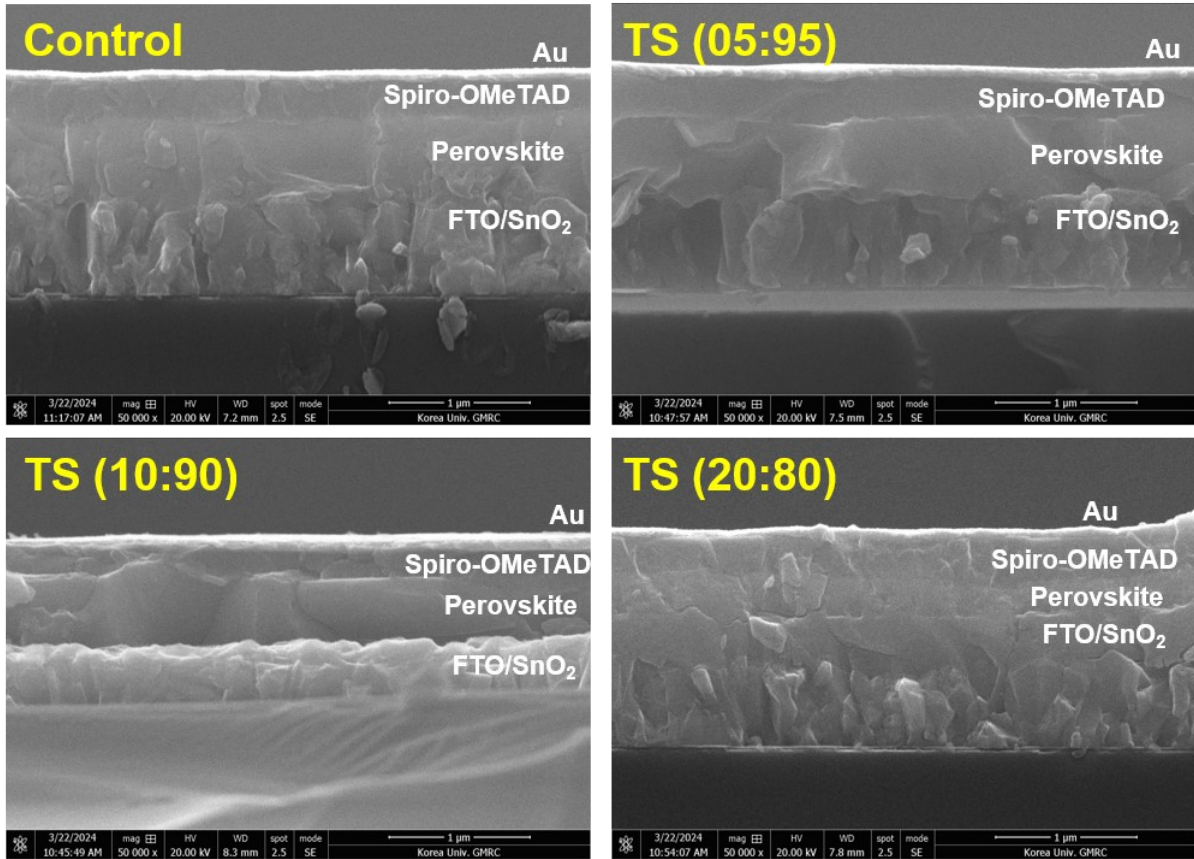 Control
Au
Spiro-OMeTAD
Perovskite
FTO/SnO₂
3/22/2024 mag HV WD spot mode 1 µm
11:17:07 AM 50 000 x 20.00 kV 7.2 mm 2.5 SE Korea Univ. GMRC
TS (05:95)
Au
Spiro-OMeTAD
Perovskite
FTO/SnO₂
3/22/2024 mag HV WD spot mode 1 µm
10:47:57 AM 50 000 x 20.00 kV 7.5 mm 2.5 SE Korea Univ. GMRC
TS (10:90)
Au
Spiro-OMeTAD
Perovskite
FTO/SnO₂
3/22/2024 mag HV WD spot mode 1 µm
10:45:49 AM 50 000 x 20.00 kV 8.3 mm 2.5 SE Korea Univ. GMRC
TS (20:80)
Au
Spiro-OMeTAD
Perovskite
FTO/SnO₂
3/22/2024 mag HV WD spot mode 1 µm
10:54:07 AM 50 000 x 20.00 kV 7.8 mm 2.5 SE Korea Univ. GMRC